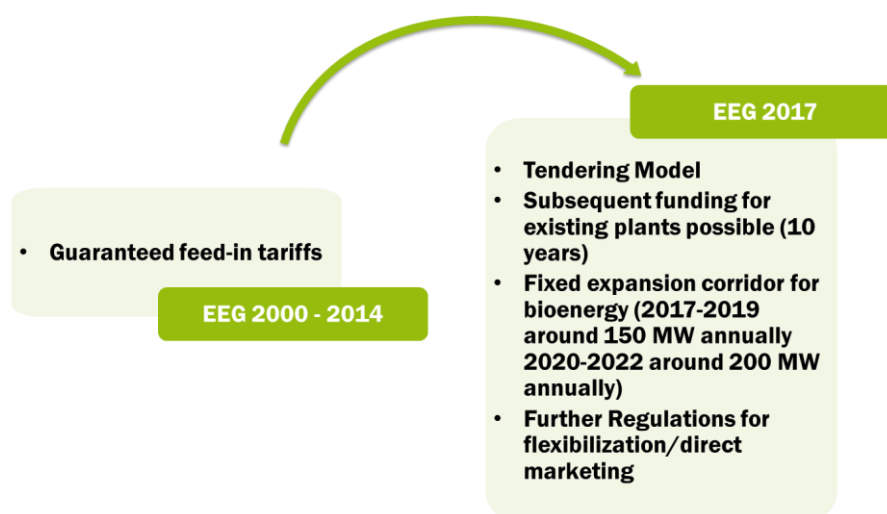 • Guaranteed feed-in tariffs
EEG 2000 - 2014
EEG 2017
• Tendering Model
• Subsequent funding for
existing plants possible (10
years)
• Fixed expansion corridor for
bioenergy (2017-2019
around 150 MW annually
2020-2022 around 200 MW
annually)
• Further Regulations for
flexibilization/direct
marketing